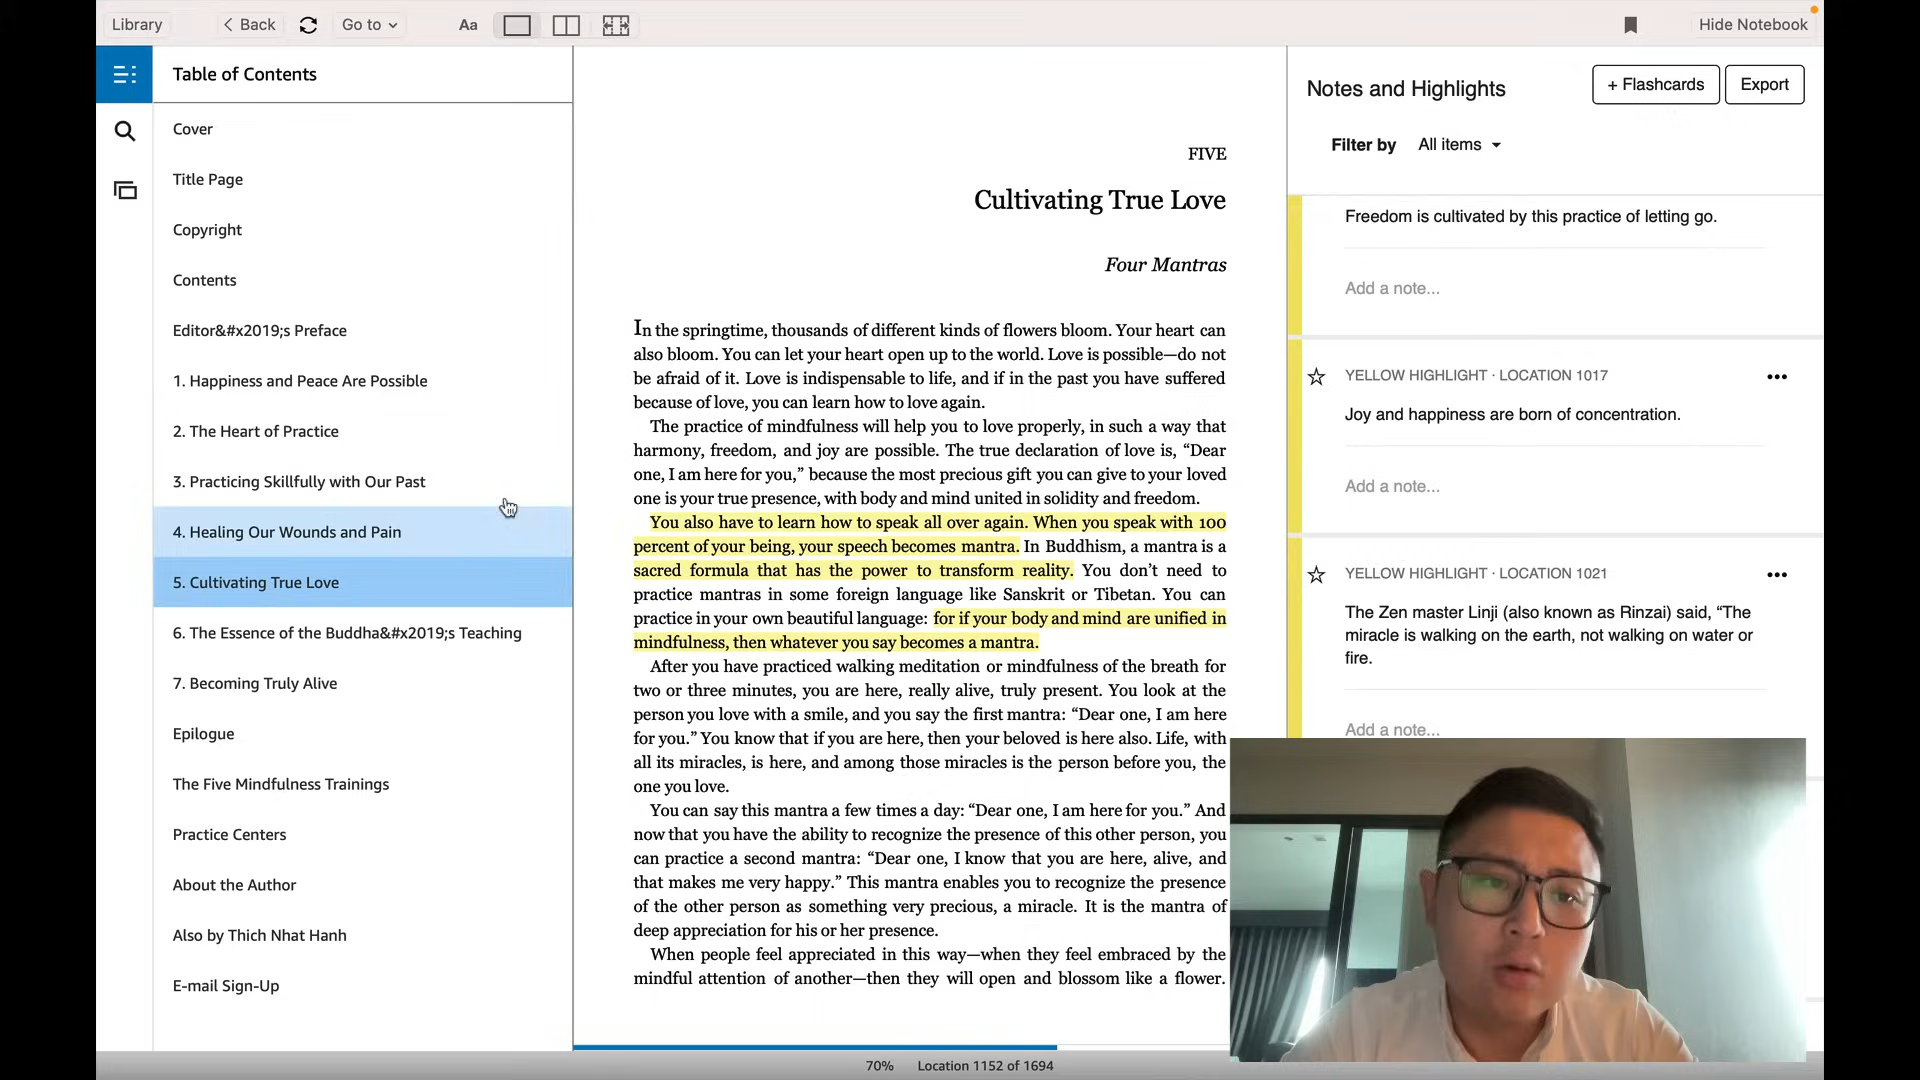 Library
Back
Go to
Aa
Hide Notebook
Table of Contents
Cover
Title Page
Copyright
Contents
Editor&#x2019;s Preface
1. Happiness and Peace Are Possible
2. The Heart of Practice
3. Practicing Skillfully with Our Past
4. Healing Our Wounds and Pain
5. Cultivating True Love
6. The Essence of the Buddha&#x2019;s Teaching
7. Becoming Truly Alive
Epilogue
The Five Mindfulness Trainings
Practice Centers
About the Author
Also by Thich Nhat Hanh
E-mail Sign-Up
FIVE
Cultivating True Love
Four Mantras
In the springtime, thousands of different kinds of flowers bloom. Your heart can
also bloom. You can let your heart open up to the world. Love is possible—do not
be afraid of it. Love is indispensable to life, and if in the past you have suffered
because of love, you can learn how to love again.
The practice of mindfulness will help you to love properly, in such a way that
harmony, freedom, and joy are possible. The true declaration of love is, “Dear
one, I am here for you,” because the most precious gift you can give to your loved
one is your true presence, with body and mind united in solidity and freedom.
You also have to learn how to speak all over again. When you speak with 100
percent of your being, your speech becomes mantra. In Buddhism, a mantra is a
sacred formula that has the power to transform reality. You don’t need to
practice mantras in some foreign language like Sanskrit or Tibetan. You can
practice in your own beautiful language: for if your body and mind are unified in
mindfulness, then whatever you say becomes a mantra.
After you have practiced walking meditation or mindfulness of the breath for
two or three minutes, you are here, really alive, truly present. You look at the
person you love with a smile, and you say the first mantra: “Dear one, I am here
for you.” You know that if you are here, then your beloved is here also. Life, with
all its miracles, is here, and among those miracles is the person before you, the
one you love.
You can say this mantra a few times a day: “Dear one, I am here for you.” And
now that you have the ability to recognize the presence of this other person, you
can practice a second mantra: “Dear one, I know that you are here, alive, and
that makes me very happy.” This mantra enables you to recognize the presence
of the other person as something very precious, a miracle. It is the mantra of
deep appreciation for his or her presence.
When people feel appreciated in this way—when they feel embraced by the
mindful attention of another—then they will open and blossom like a flower.
70% Location 1152 of 1694
Notes and Highlights
+ Flashcards
Export
Filter by All items
Freedom is cultivated by this practice of letting go.
Add a note...
YELLOW HIGHLIGHT · LOCATION 1017
Joy and happiness are born of concentration.
Add a note...
YELLOW HIGHLIGHT · LOCATION 1021
The Zen master Linji (also known as Rinzai) said, “The
miracle is walking on the earth, not walking on water or
fire.
Add a note...